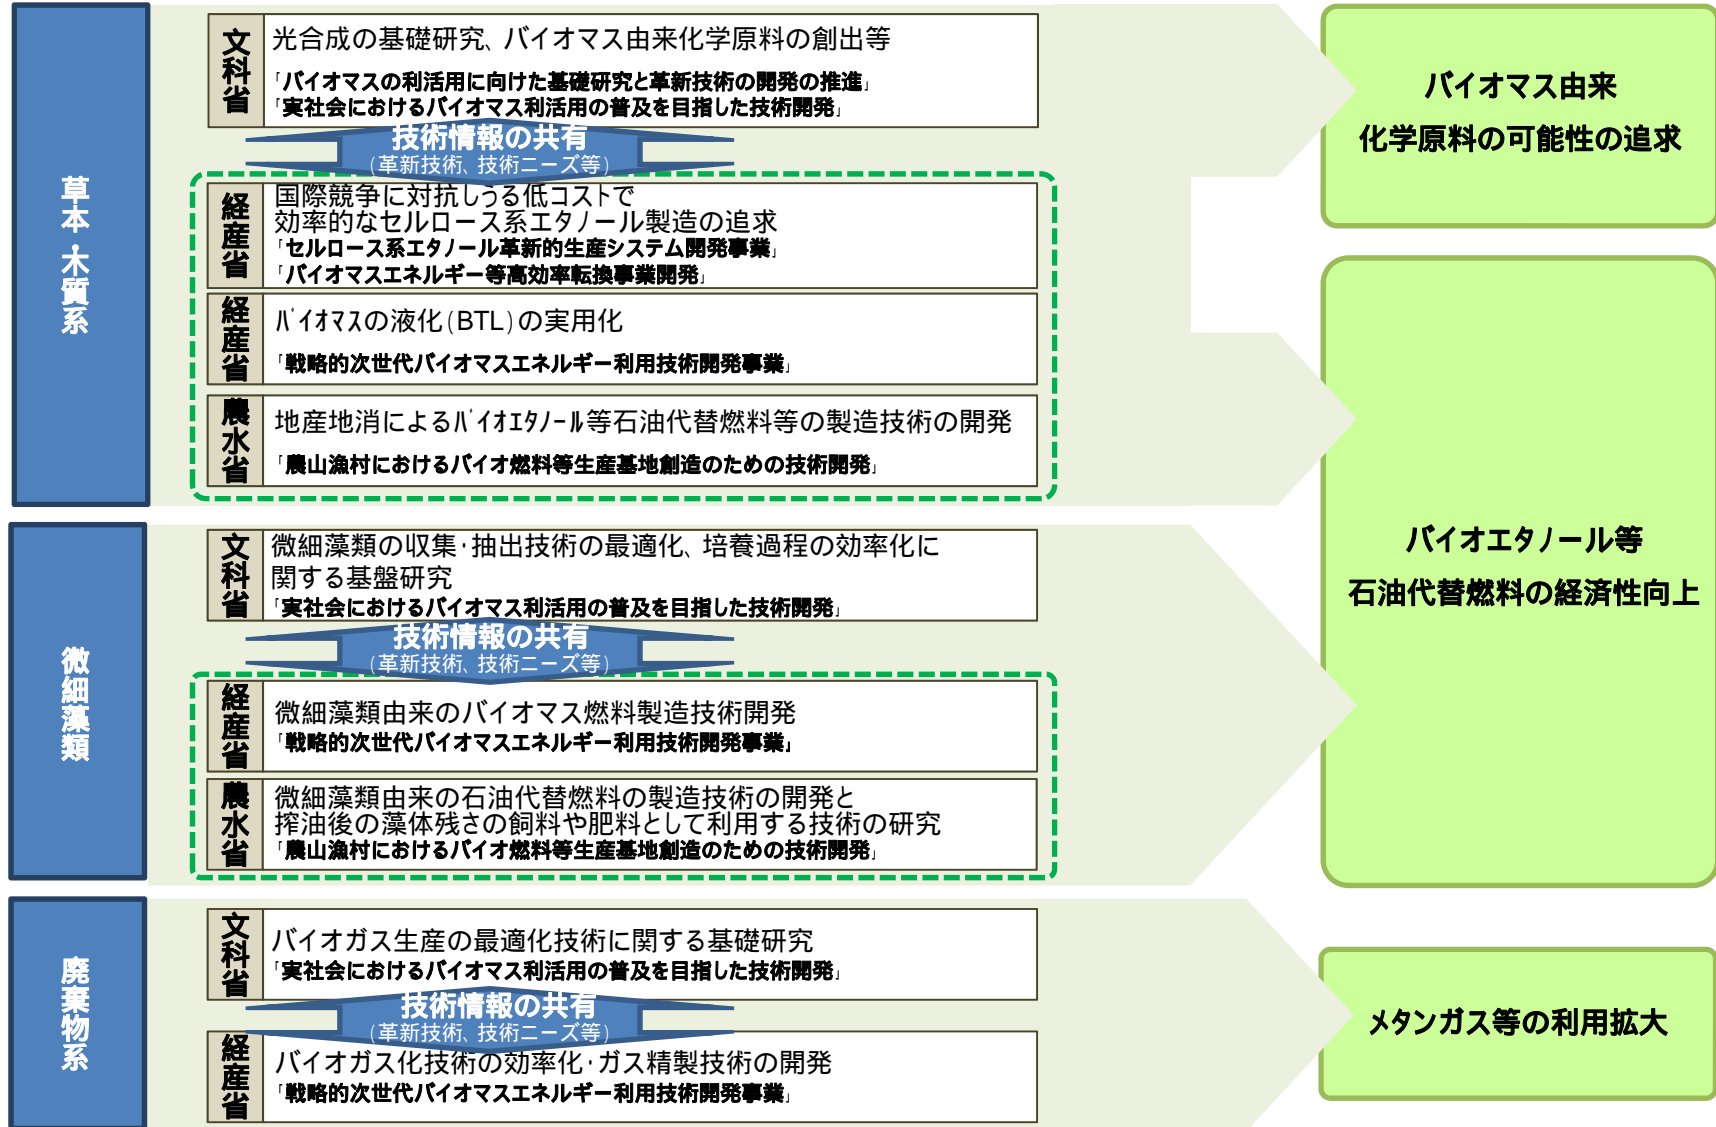 草本・木質系
文科省
光合成の基礎研究、バイオマス由来化学原料の創出等
「バイオマスの利活用に向けた基礎研究と革新技術の開発の推進」
「実社会におけるバイオマス利活用の普及を目指した技術開発」
技術情報の共有
(革新技術、技術ニーズ等)
経産省
国際競争に対抗しうる低コストで
効率的なセルロース系エタノール製造の追求
「セルロース系エタノール革新的生産システム開発事業」
「バイオマスエネルギー等高効率転換事業開発」
経産省
バイオマスの液化(BTL)の実用化
「戦略的次世代バイオマスエネルギー利用技術開発事業」
農水省
地産地消によるバイオエタノール等石油代替燃料等の製造技術の開発
「農山漁村におけるバイオ燃料等生産基地創造のための技術開発」
バイオマス由来
化学原料の可能性の追求
微細藻類
文科省
微細藻類の収集・抽出技術の最適化、培養過程の効率化に
関する基盤研究
「実社会におけるバイオマス利活用の普及を目指した技術開発」
技術情報の共有
(革新技術、技術ニーズ等)
経産省
微細藻類由来のバイオマス燃料製造技術開発
「戦略的次世代バイオマスエネルギー利用技術開発事業」
農水省
微細藻類由来の石油代替燃料の製造技術の開発と
搾油後の藻体残さの飼料や肥料として利用する技術の研究
「農山漁村におけるバイオ燃料等生産基地創造のための技術開発」
バイオエタノール等
石油代替燃料の経済性向上
廃棄物系
文科省
バイオガス生産の最適化技術に関する基礎研究
「実社会におけるバイオマス利活用の普及を目指した技術開発」
技術情報の共有
(革新技術、技術ニーズ等)
経産省
バイオガス化技術の効率化・ガス精製技術の開発
「戦略的次世代バイオマスエネルギー利用技術開発事業」
メタンガス等の利用拡大